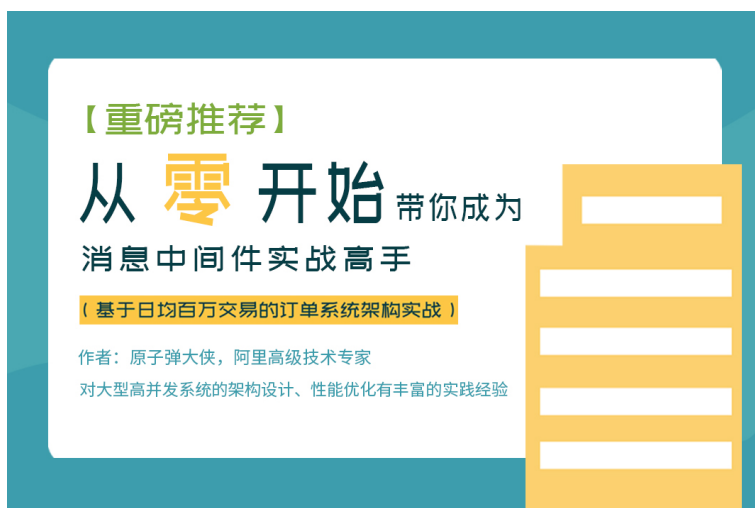 【重磅推荐】
从 零 开始 带你成为
消息中间件实战高手
（基于日均百万交易的订单系统架构实战）
作者：原子弹大侠，阿里高级技术专家
对大型高并发系统的架构设计、性能优化有丰富的实践经验